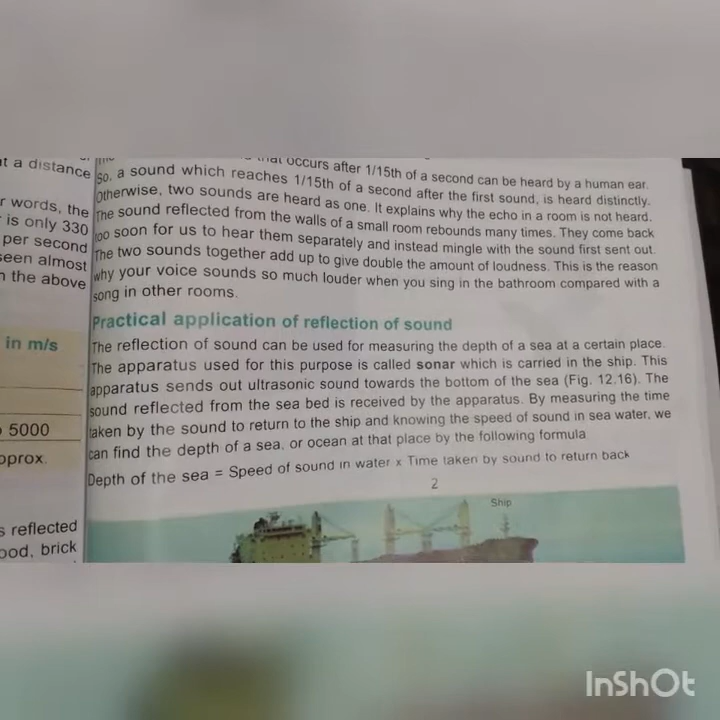 t a distance
r words, the
is only 330
per second
seen almost
n the above
in m/s
5000
pprox.
s reflected
ood, brick
occurs after 1/15th of a second can be heard by a human ear.
So, a sound which reaches 1/15th of a second after the first sound, is heard distinctly.
Otherwise, two sounds are heard as one. It explains why the echo in a room is not heard.
The sound reflected from the walls of a small room rebounds many times. They come back
too soon for us to hear them separately and instead mingle with the sound first sent out.
The two sounds together add up to give double the amount of loudness. This is the reason
why your voice sounds so much louder when you sing in the bathroom compared with a
song in other rooms.
Practical application of reflection of sound
The reflection of sound can be used for measuring the depth of a sea at a certain place.
The apparatus used for this purpose is called sonar which is carried in the ship. This
apparatus sends out ultrasonic sound towards the bottom of the sea (Fig. 12.16). The
sound reflected from the sea bed is received by the apparatus. By measuring the time
taken by the sound to return to the ship and knowing the speed of sound in sea water, we
can find the depth of a sea, or ocean at that place by the following formula
Depth of the sea = Speed of sound in water x Time taken by sound to return back
2
Ship
InShOt